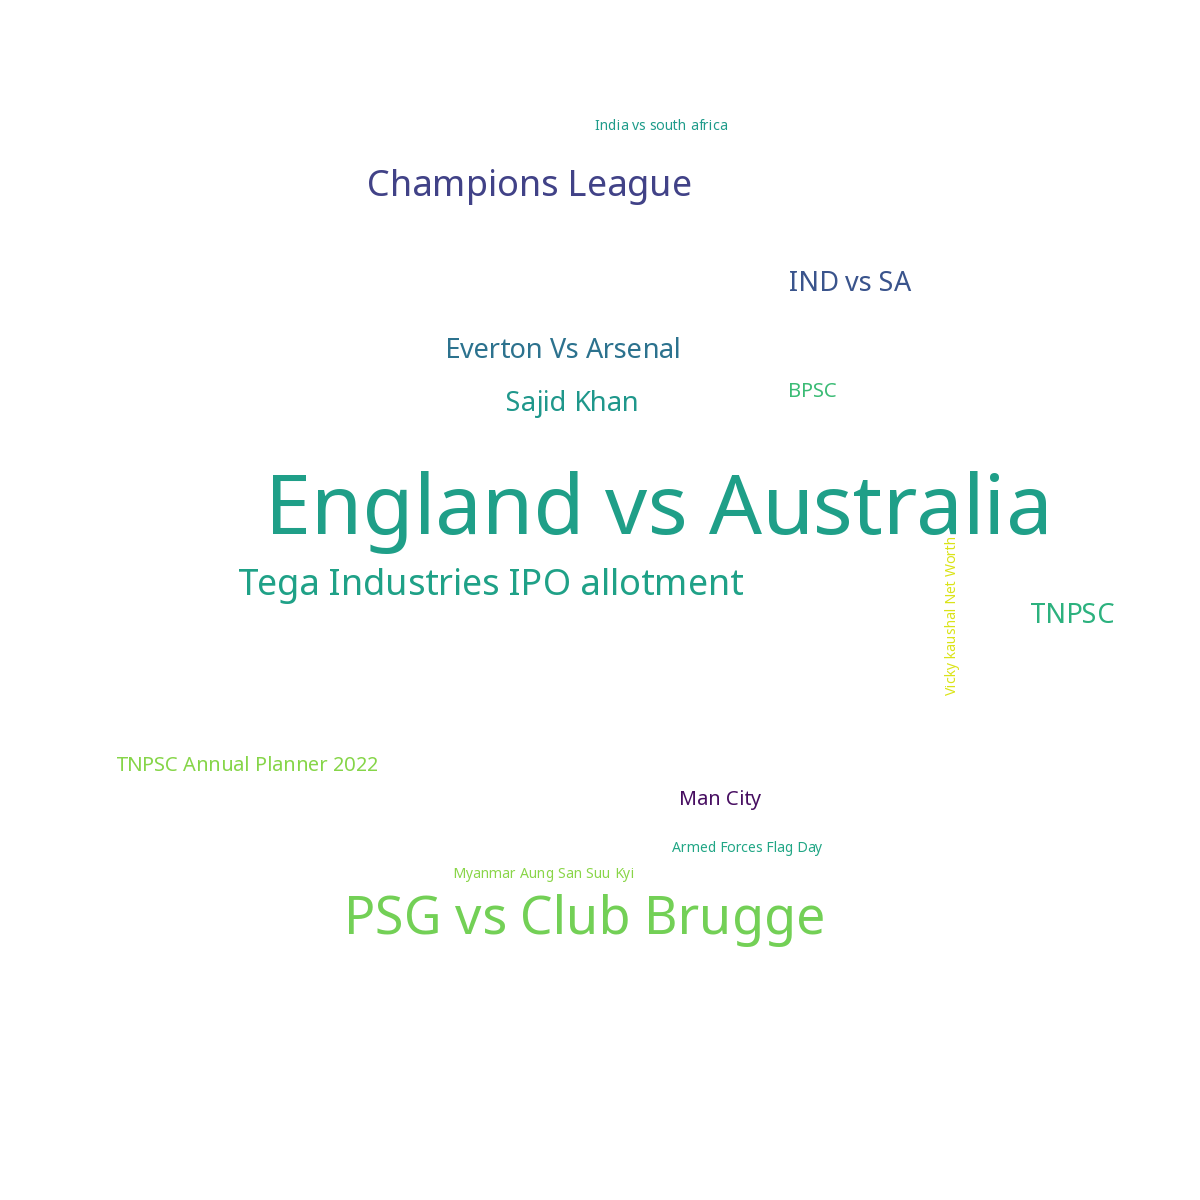 India vs south africa
Champions League
IND vs SA
Everton Vs Arsenal
BPSC
Sajid Khan
England vs Australia
Tega Industries IPO allotment
Vicky kaushal Net Worth
TNPSC
TNPSC Annual Planner 2022
Man City
Armed Forces Flag Day
Myanmar Aung San Suu Kyi
PSG vs Club Brugge